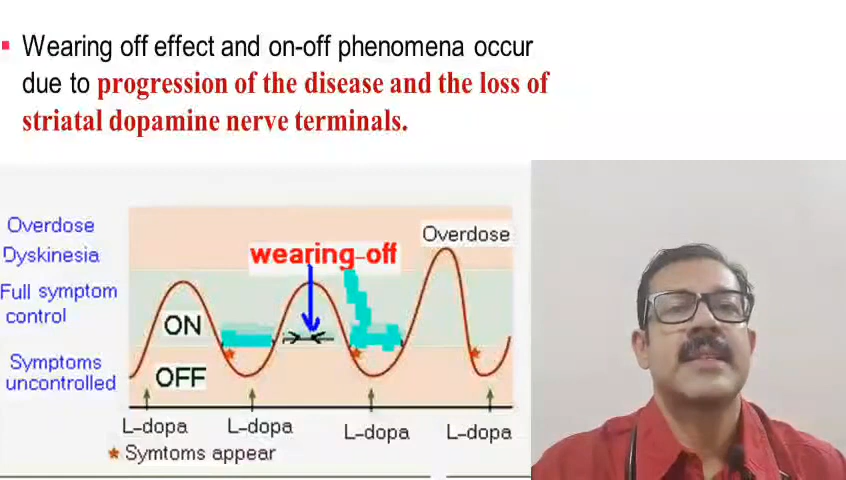 Wearing off effect and on-off phenomena occur
due to progression of the disease and the loss of
striatal dopamine nerve terminals.
Overdose
Dyskinesia
Full symptom
control
Symptoms
uncontrolled
wearing-off
Overdose
ON
OFF
L-dopa
L-dopa
L-dopa
L-dopa
Symtoms appear